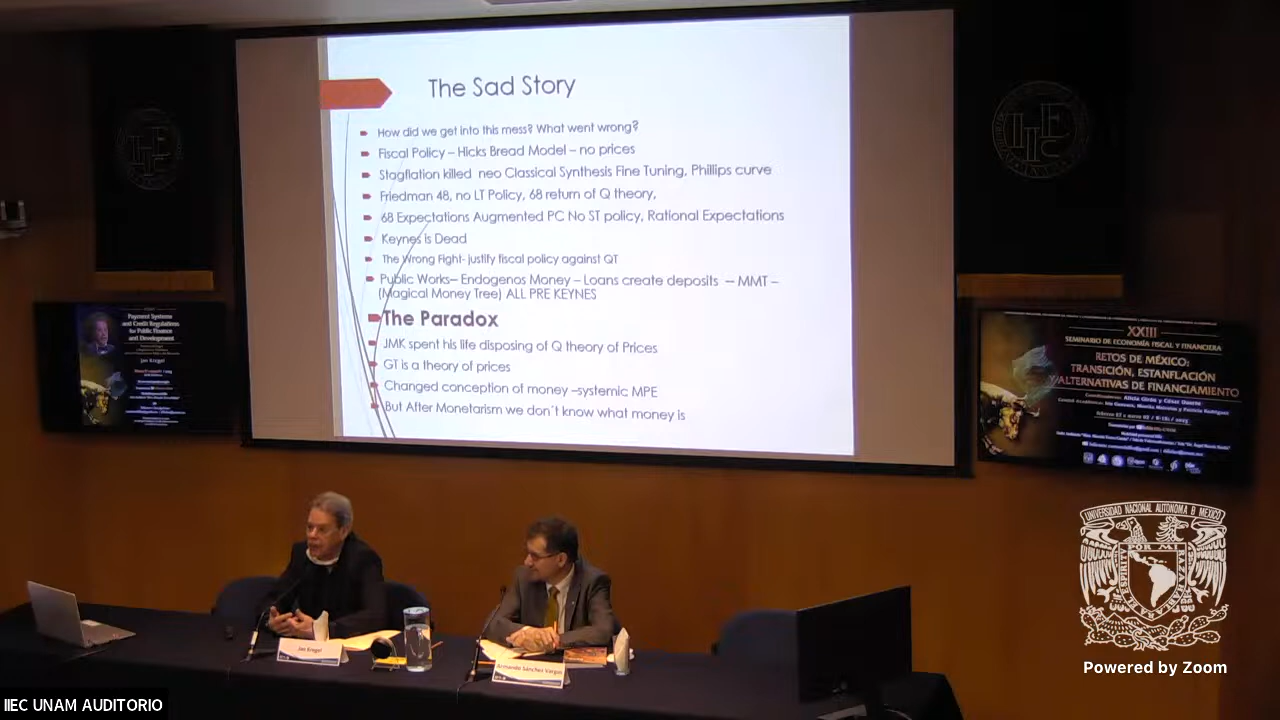 The Sad Story
How did we get into this mess? What went wrong?
Fiscal Policy – Hicks Bread Model – no prices
Stagflation killed neo Classical Synthesis Fine Tuning, Phillips curve
Friedman 48, no LT Policy, 68 return of Q theory,
68 Expectations Augmented PC No ST policy, Rational Expectations
Keynes is Dead
The Wrong Fight- justify fiscal policy against QT
Public Works– Endogenos Money – Loans create deposits – MMT –
(Magical Money Tree) ALL PRE KEYNES
The Paradox
JMK spent his life disposing of Q theory of Prices
GT is a theory of prices
Changed conception of money –systemic MPE
But After Monetarism we don´t know what money is
Payment Systems
and Credit Regulations
for Public Finance
and Development
Jan Kregel
XXIII
SEMINARIO DE ECONOMÍA FISCAL Y FINANCIERA
RETOS DE MÉXICO:
TRANSICIÓN, ESTANFLACIÓN
Y ALTERNATIVAS DE FINANCIAMIENTO
Jan Kregel
Armando Sánchez Vargas
UNIVERSIDAD NACIONAL AUTONOMA D MEXICO
POR MI
RAZA
ESPIRITU
Powered by Zoom
IIEC UNAM AUDITORIO